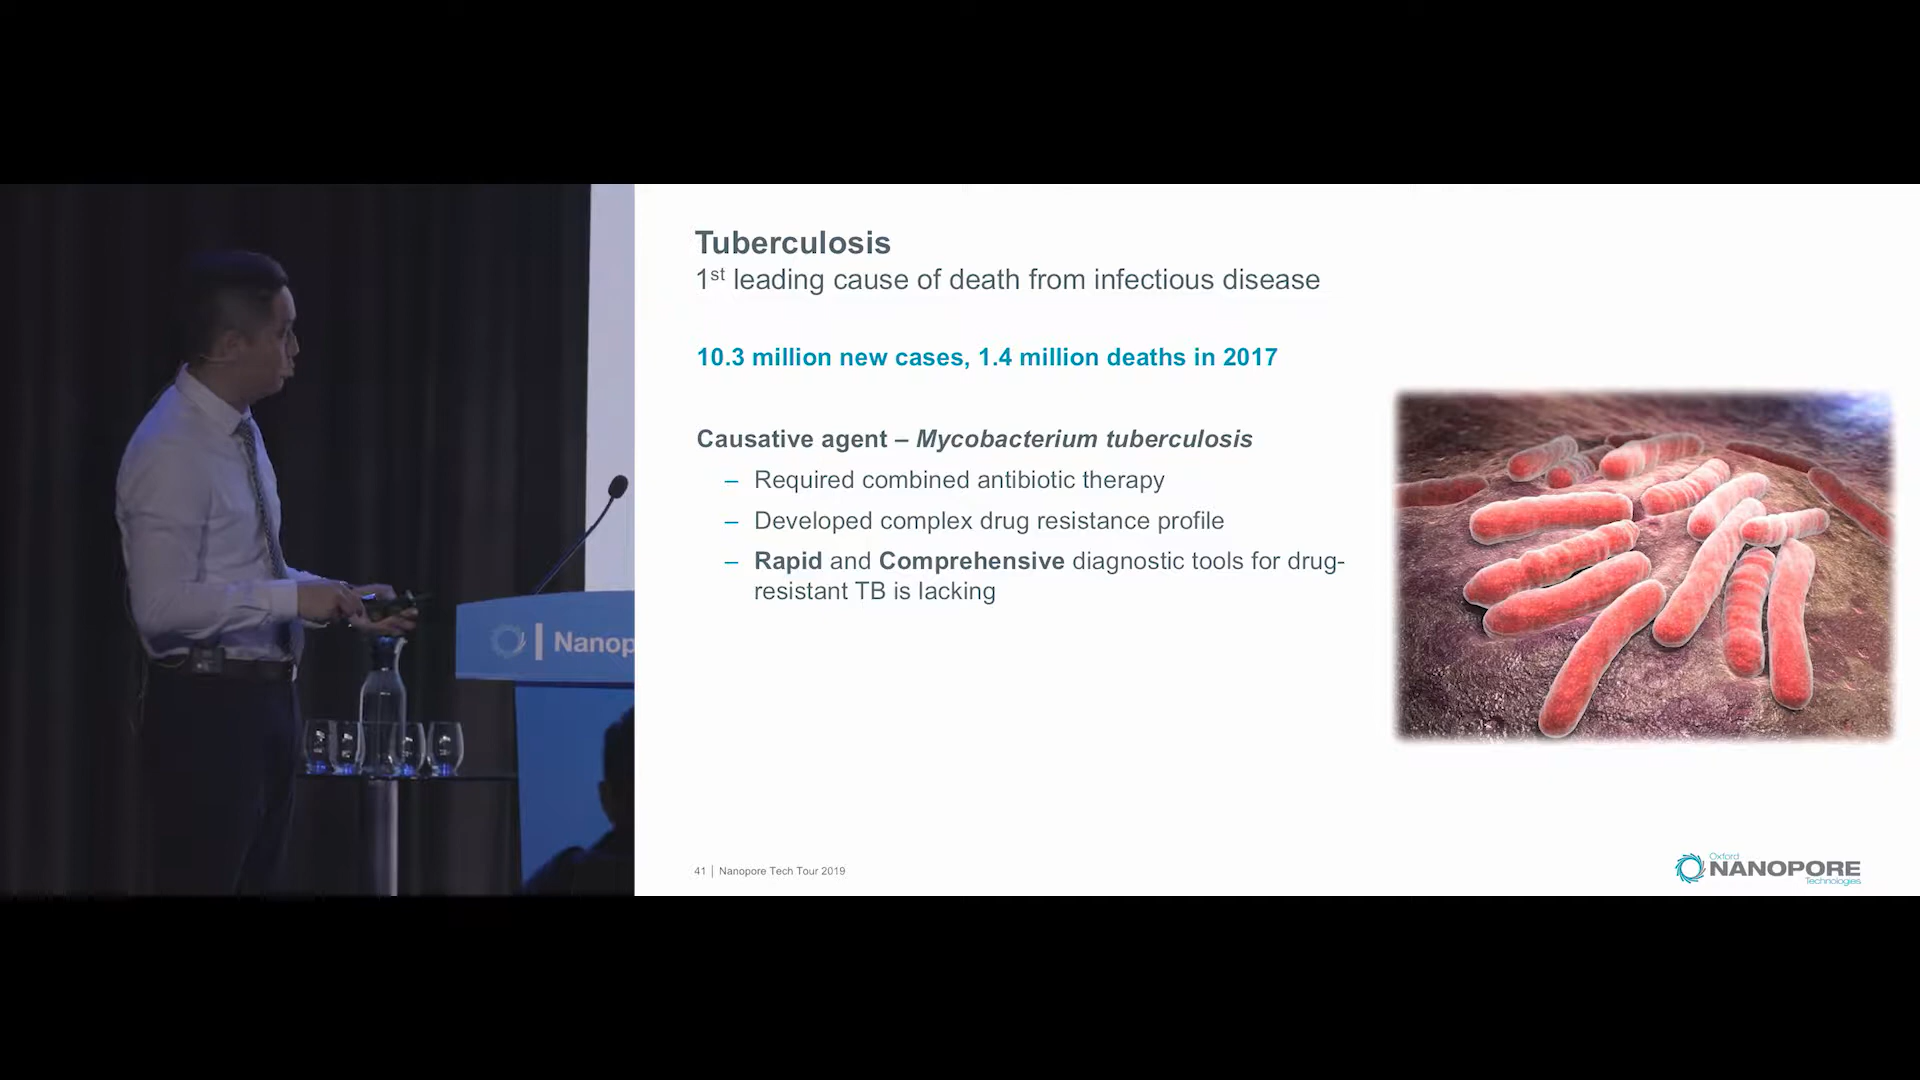 Tuberculosis
1st leading cause of death from infectious disease
10.3 million new cases, 1.4 million deaths in 2017
Causative agent – Mycobacterium tuberculosis
– Required combined antibiotic therapy
– Developed complex drug resistance profile
– Rapid and Comprehensive diagnostic tools for drug-
resistant TB is lacking
Nanop
41 | Nanopore Tech Tour 2019
Oxford
NANOPORE
Technologies